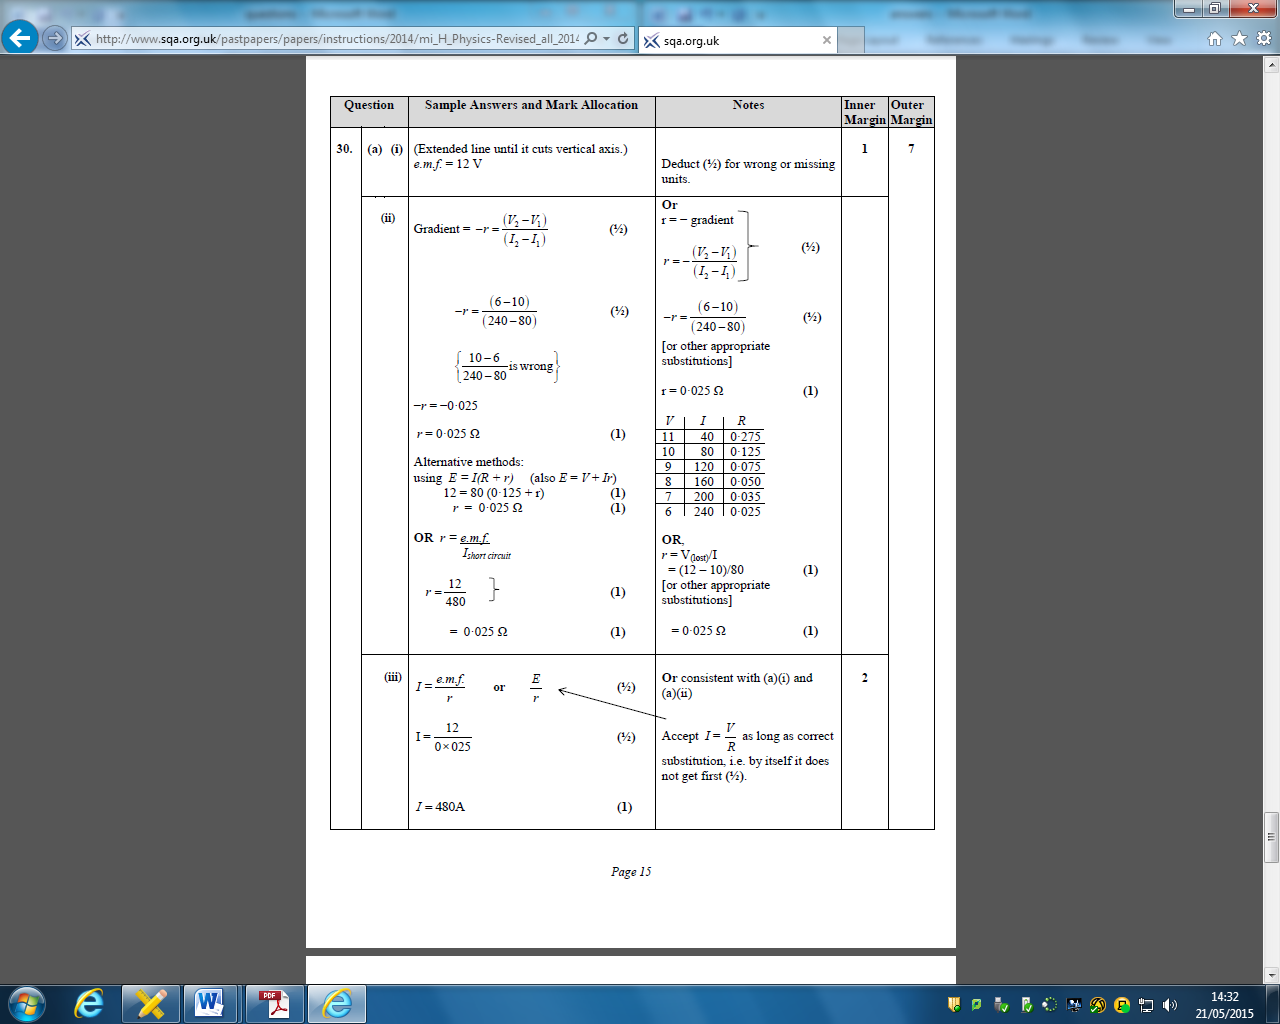 http://www.sqa.org.uk/pastpapers/papers/instructions/2014/mi_H_Physics-Revised_all_2014
sqa.org.uk
Question Sample Answers and Mark Allocation Notes Inner Margin Outer Margin
30. (a) (i) (Extended line until it cuts vertical axis.)
e.m.f. = 12 V
Deduct (½) for wrong or missing
units.
1 7
(ii)
Gradient = −r = (V₂ − V₁) / (I₂ − I₁) (½)
−r = (6 − 10) / (240 − 80) (½)
{10 − 6 / 240 − 80 is wrong}
−r = −0·025
r = 0·025 Ω (1)
Alternative methods:
using E = I(R + r) (also E = V + Ir)
12 = 80 (0·125 + r) (1)
r = 0·025 Ω (1)
OR r = e.m.f. / I short circuit
r = 12 / 480 (1)
= 0·025 Ω (1)
Or
r = − gradient
r = − (V₂ − V₁) / (I₂ − I₁) (½)
−r = (6 − 10) / (240 − 80) (½)
[or other appropriate
substitutions]
r = 0·025 Ω (1)
V I R
11 40 0·275
10 80 0·125
9 120 0·075
8 160 0·050
7 200 0·035
6 240 0·025
OR,
r = V(lost)/I
= (12 – 10)/80 (1)
[or other appropriate
substitutions]
= 0·025 Ω (1)
(iii)
I = e.m.f. / r or E / r (½)
I = 12 / 0×025 (½)
I = 480A (1)
Or consistent with (a)(i) and
(a)(ii)
Accept I = V / R as long as correct
substitution, i.e. by itself it does
not get first (½).
2
Page 15
14:32
21/05/2015